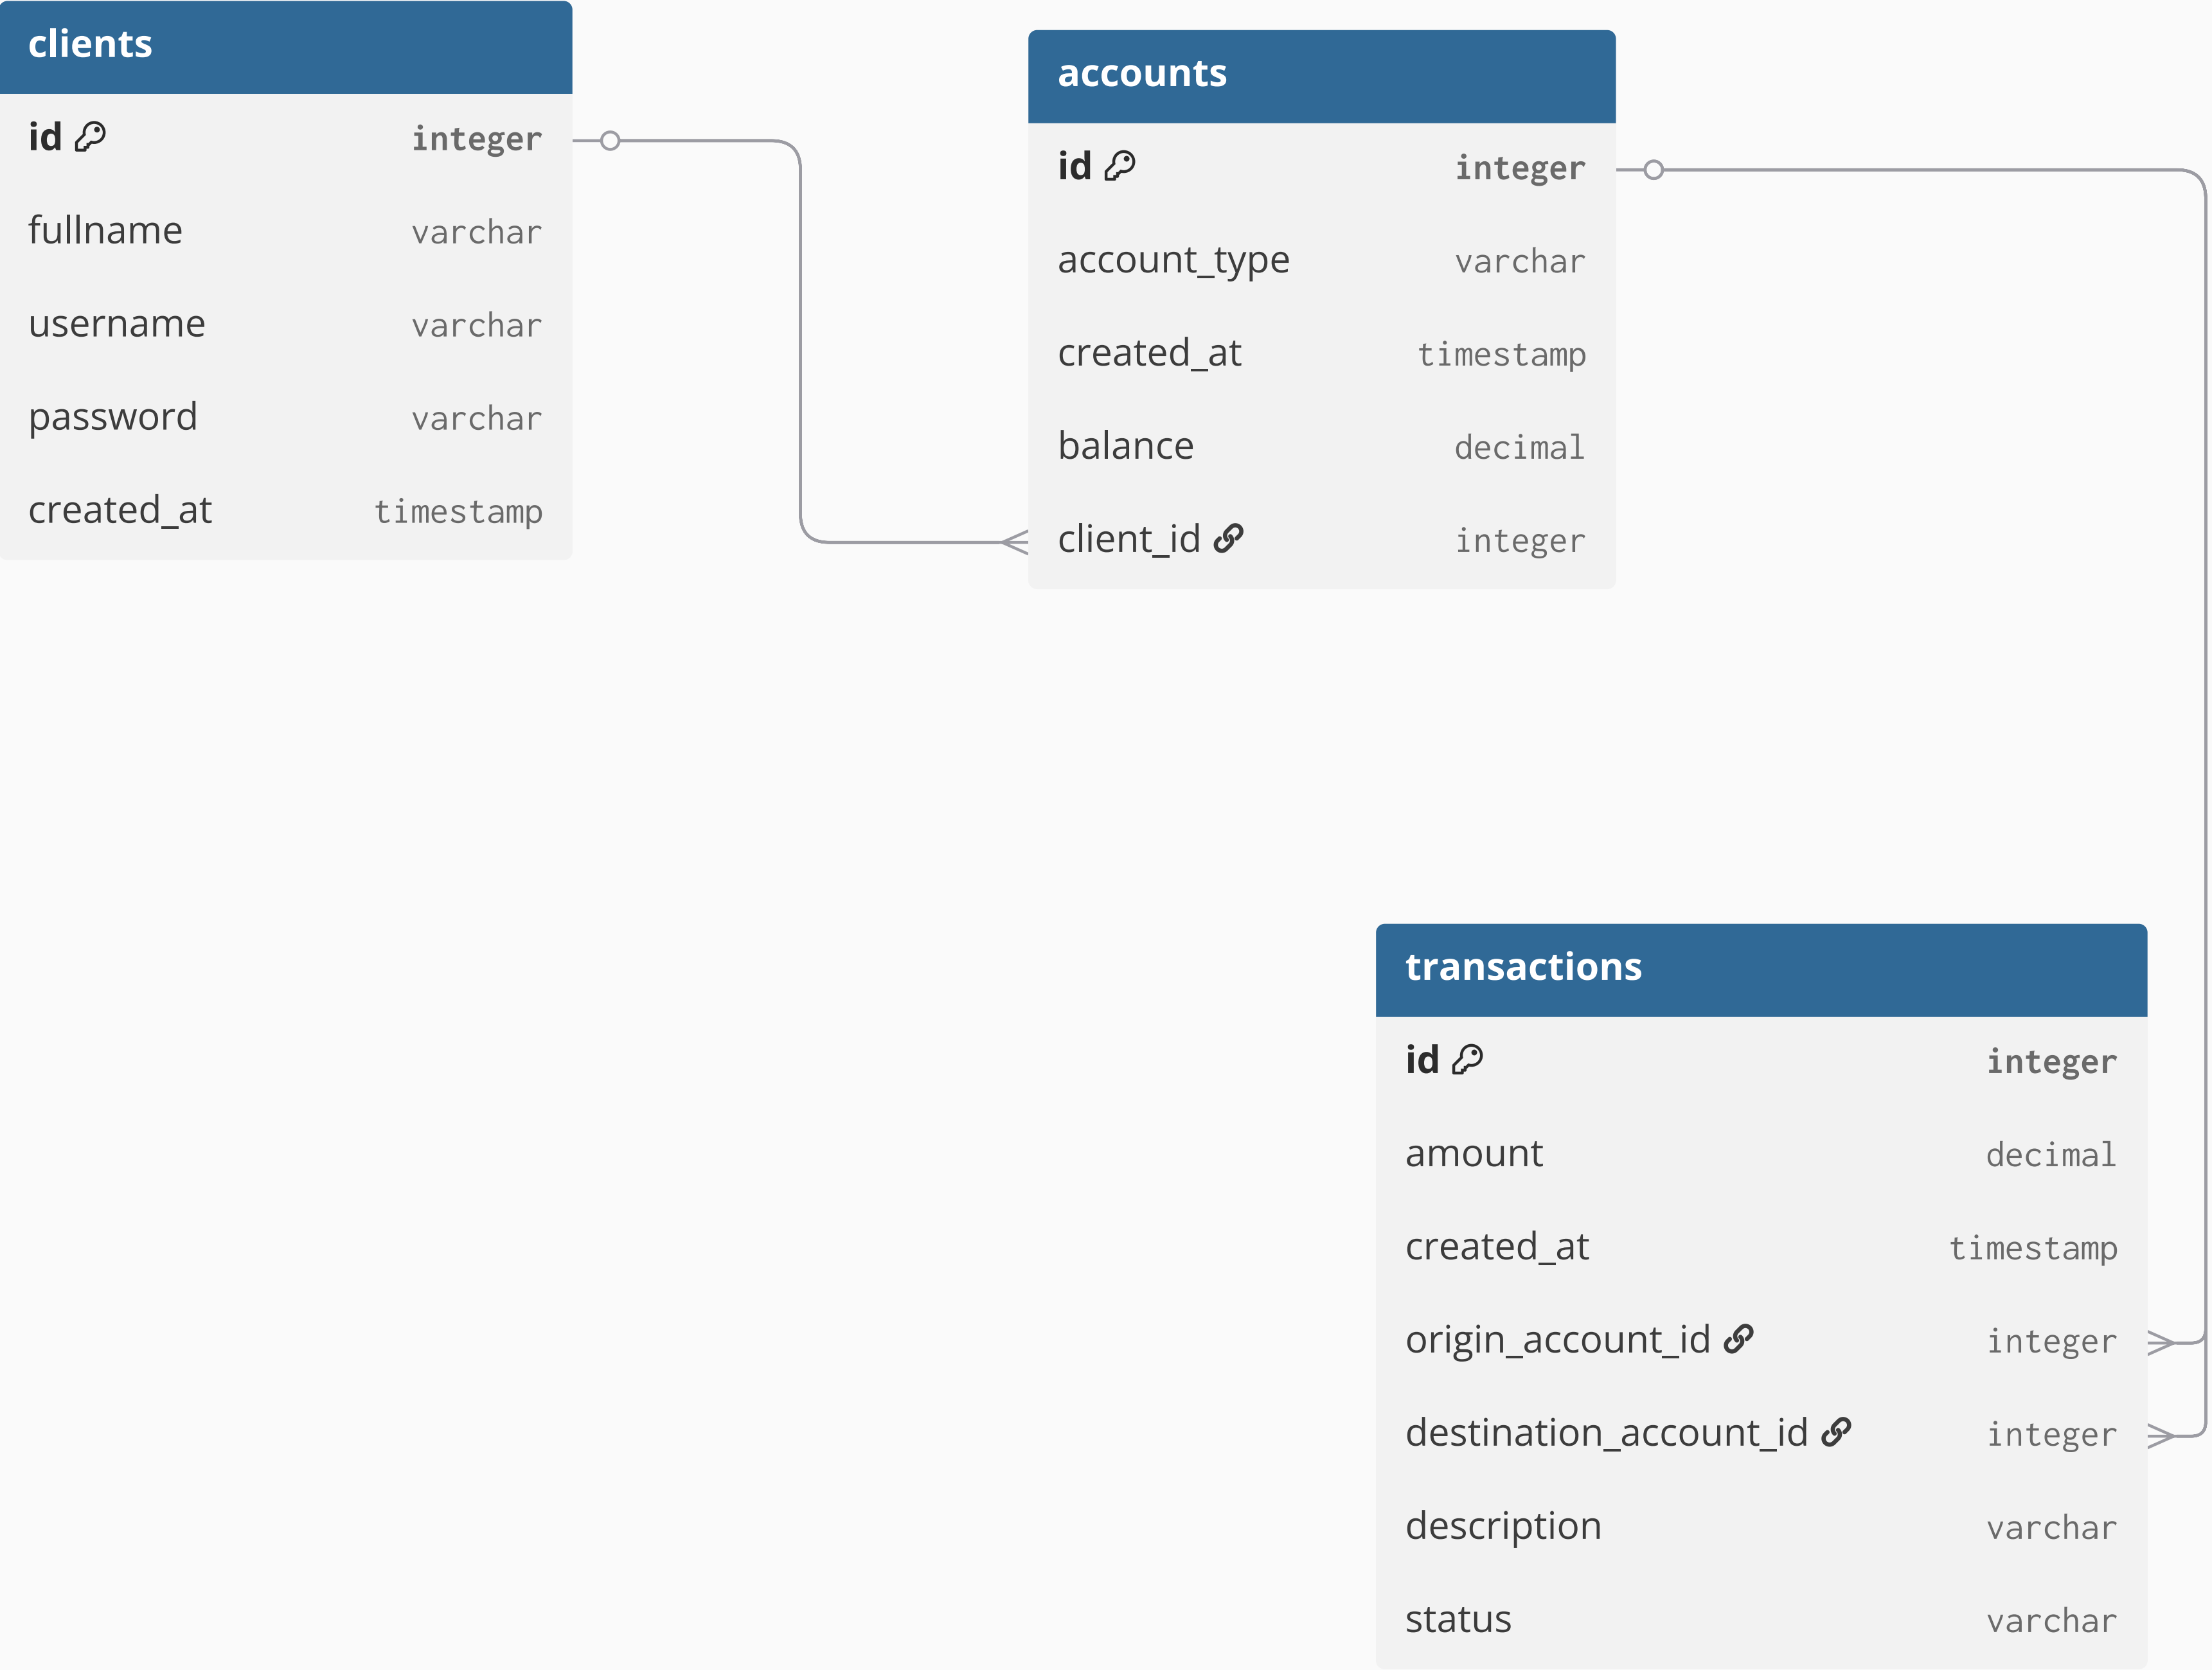 clients
id integer
fullname varchar
username varchar
password varchar
created_at timestamp
accounts
id integer
account_type varchar
created_at timestamp
balance decimal
client_id integer
transactions
id integer
amount decimal
created_at timestamp
origin_account_id integer
destination_account_id integer
description varchar
status varchar